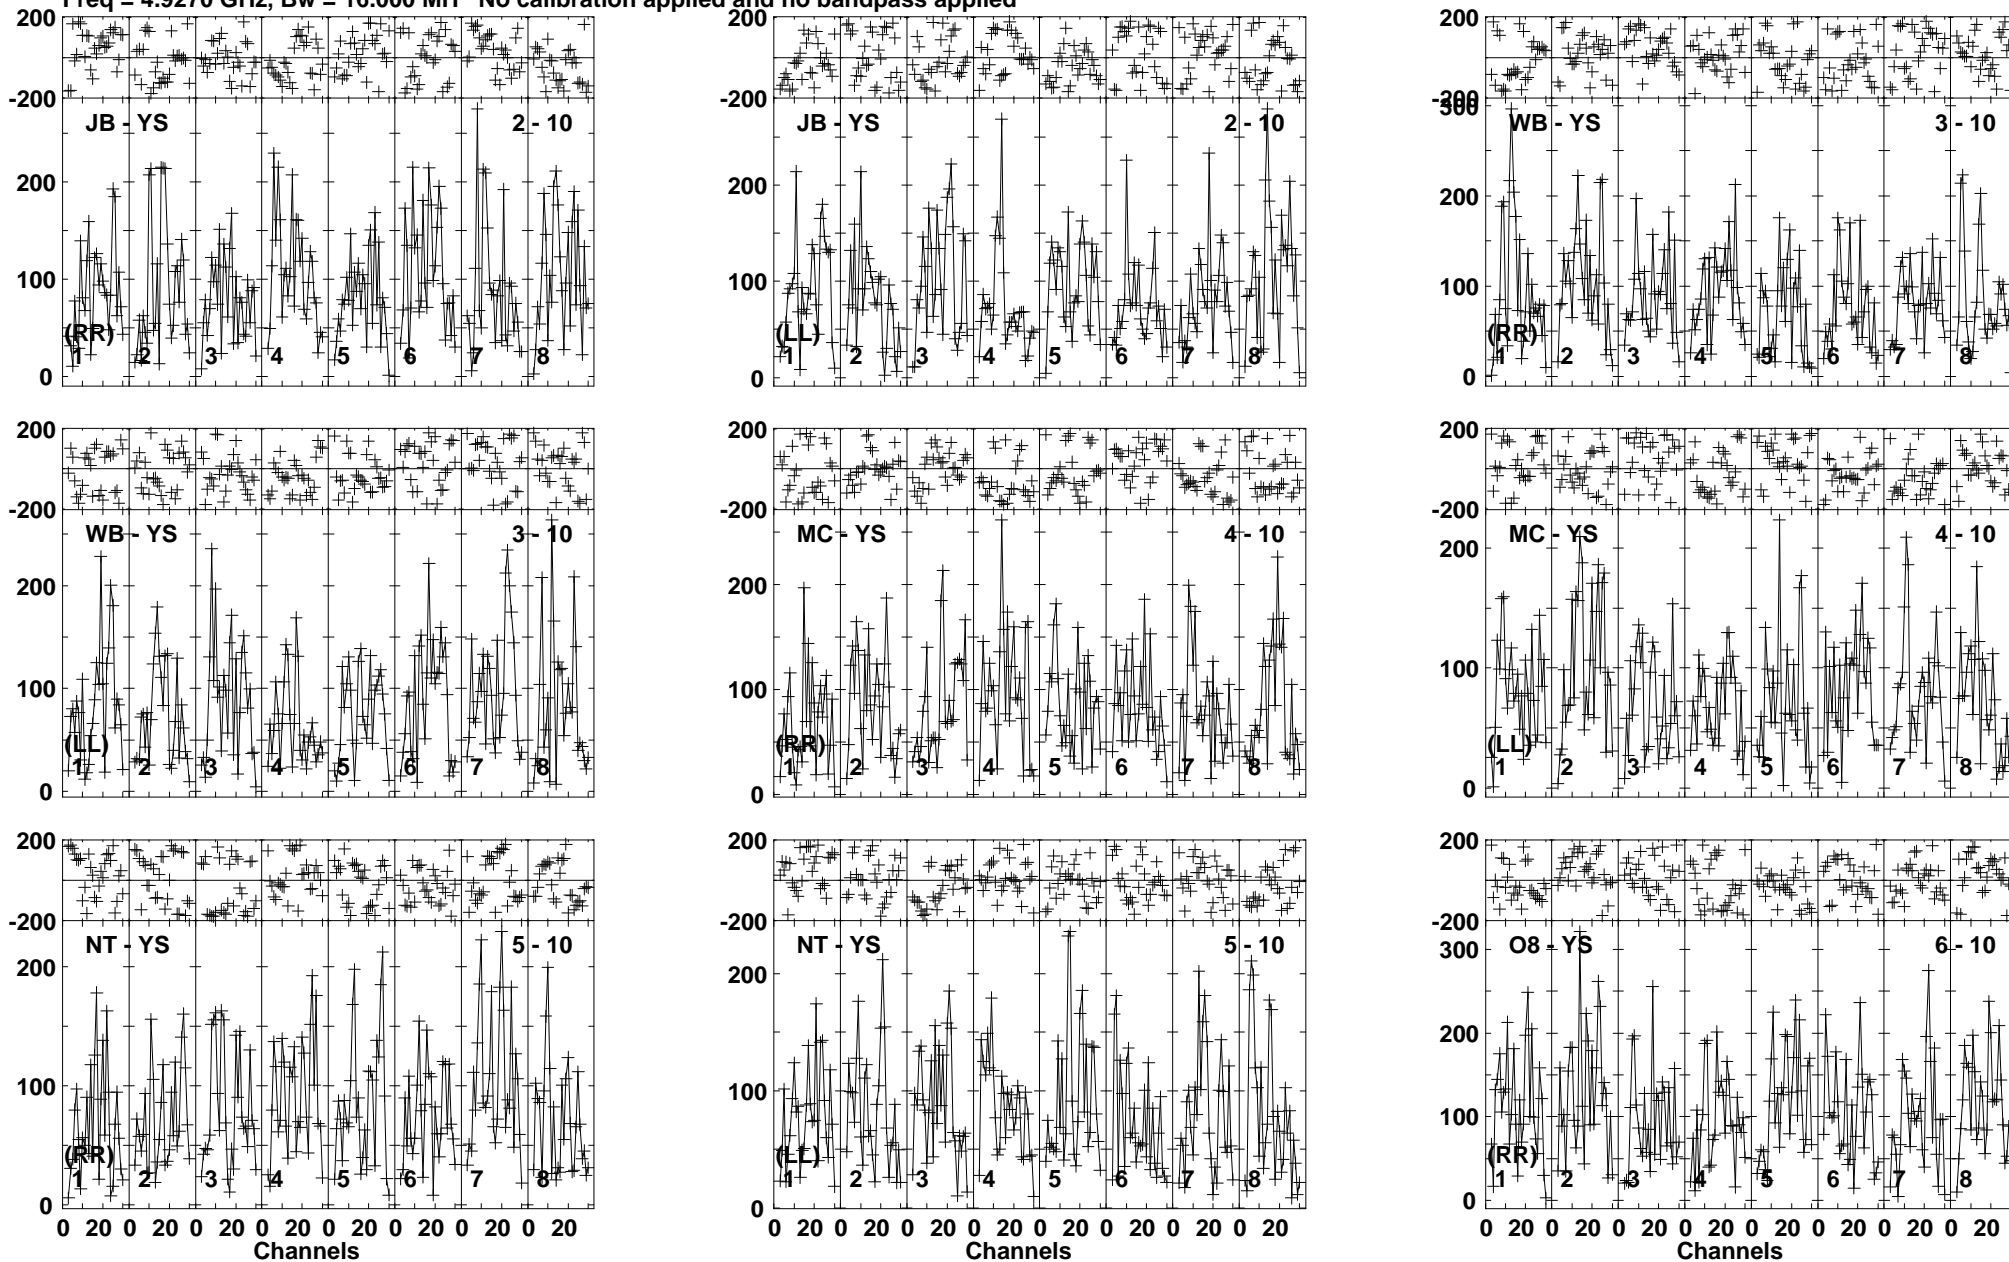 Freq = 4.9270 GHz, Bw = 16.000 MH No calibration applied and no bandpass applied
200 200 200
-200 -200 -200
300
JB - YS 2 - 10 JB - YS 2 - 10 WB - YS 3 - 10
200 200 200
100 100 100
(RR) (LL) (RR)
1 2 3 4 5 6 7 8 1 2 3 4 5 6 7 8 1 2 3 4 5 6 7 8
0 0 0
200 200 200
-200 -200 -200
WB - YS 3 - 10 MC - YS 4 - 10 MC - YS 4 - 10
200 200 200
100 100 100
(LL) (RR) (LL)
1 2 3 4 5 6 7 8 1 2 3 4 5 6 7 8 1 2 3 4 5 6 7 8
0 0 0
200 200 200
-200 -200 -200
NT - YS 5 - 10 NT - YS 5 - 10 O8 - YS 6 - 10
200 200 300
100 100 200
100
(RR) (LL) (RR)
1 2 3 4 5 6 7 8 1 2 3 4 5 6 7 8 1 2 3 4 5 6 7 8
0 0 0
0 20 0 20 0 20 0 20 0 20 0 20 0 20 0 20 0 20 0 20 0 20 0 20 0 20 0 20 0 20 0 20 0 20 0 20 0 20 0 20 0 20 0 20 0 20 0 20
Channels Channels Channels